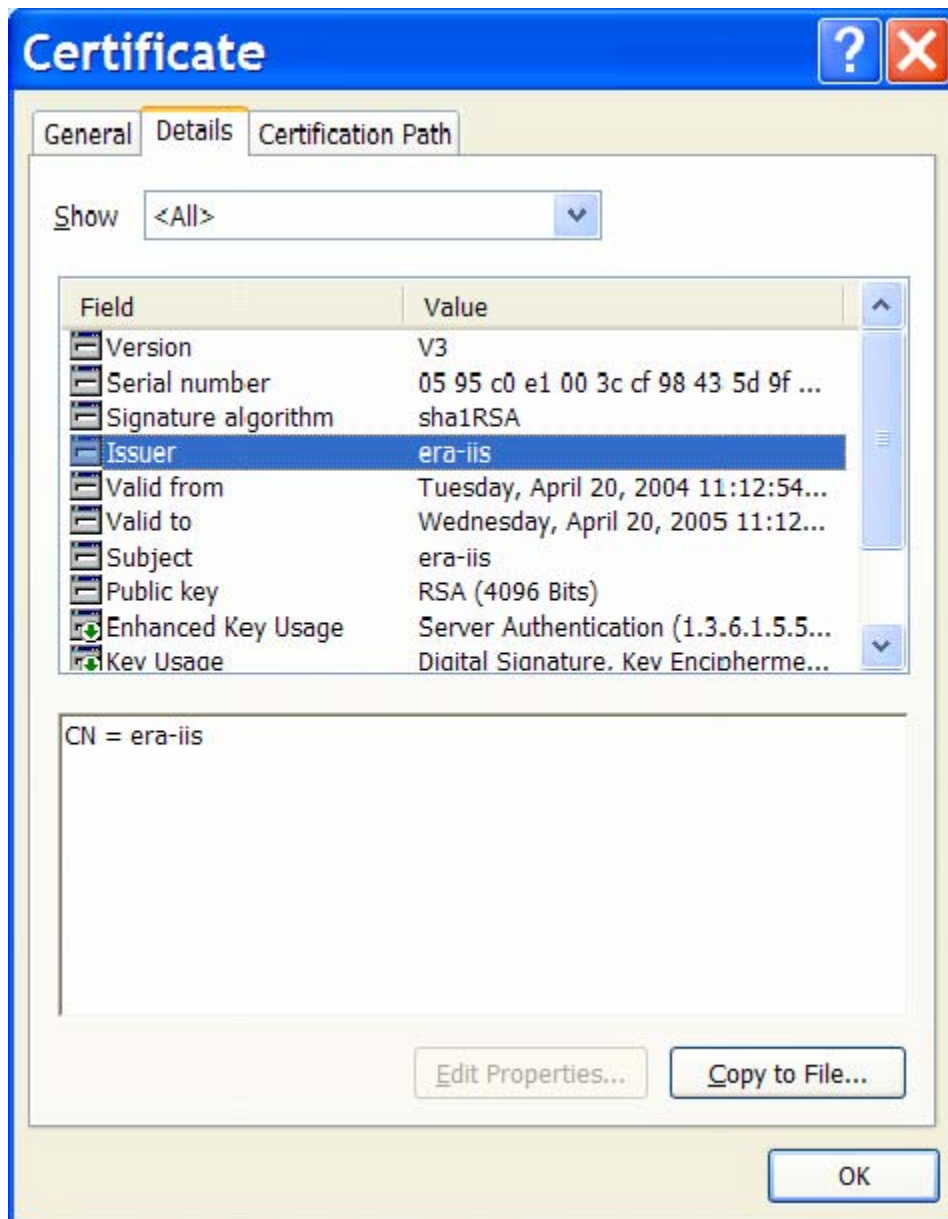 Certificate
General Details Certification Path
Show <All>
Field Value
Version V3
Serial number 05 95 c0 e1 00 3c cf 98 43 5d 9f ...
Signature algorithm sha1RSA
Issuer era-iis
Valid from Tuesday, April 20, 2004 11:12:54...
Valid to Wednesday, April 20, 2005 11:12...
Subject era-iis
Public key RSA (4096 Bits)
Enhanced Key Usage Server Authentication (1.3.6.1.5.5...
Key Usage Digital Signature, Key Encipherme...
CN = era-iis
Edit Properties... Copy to File...
OK